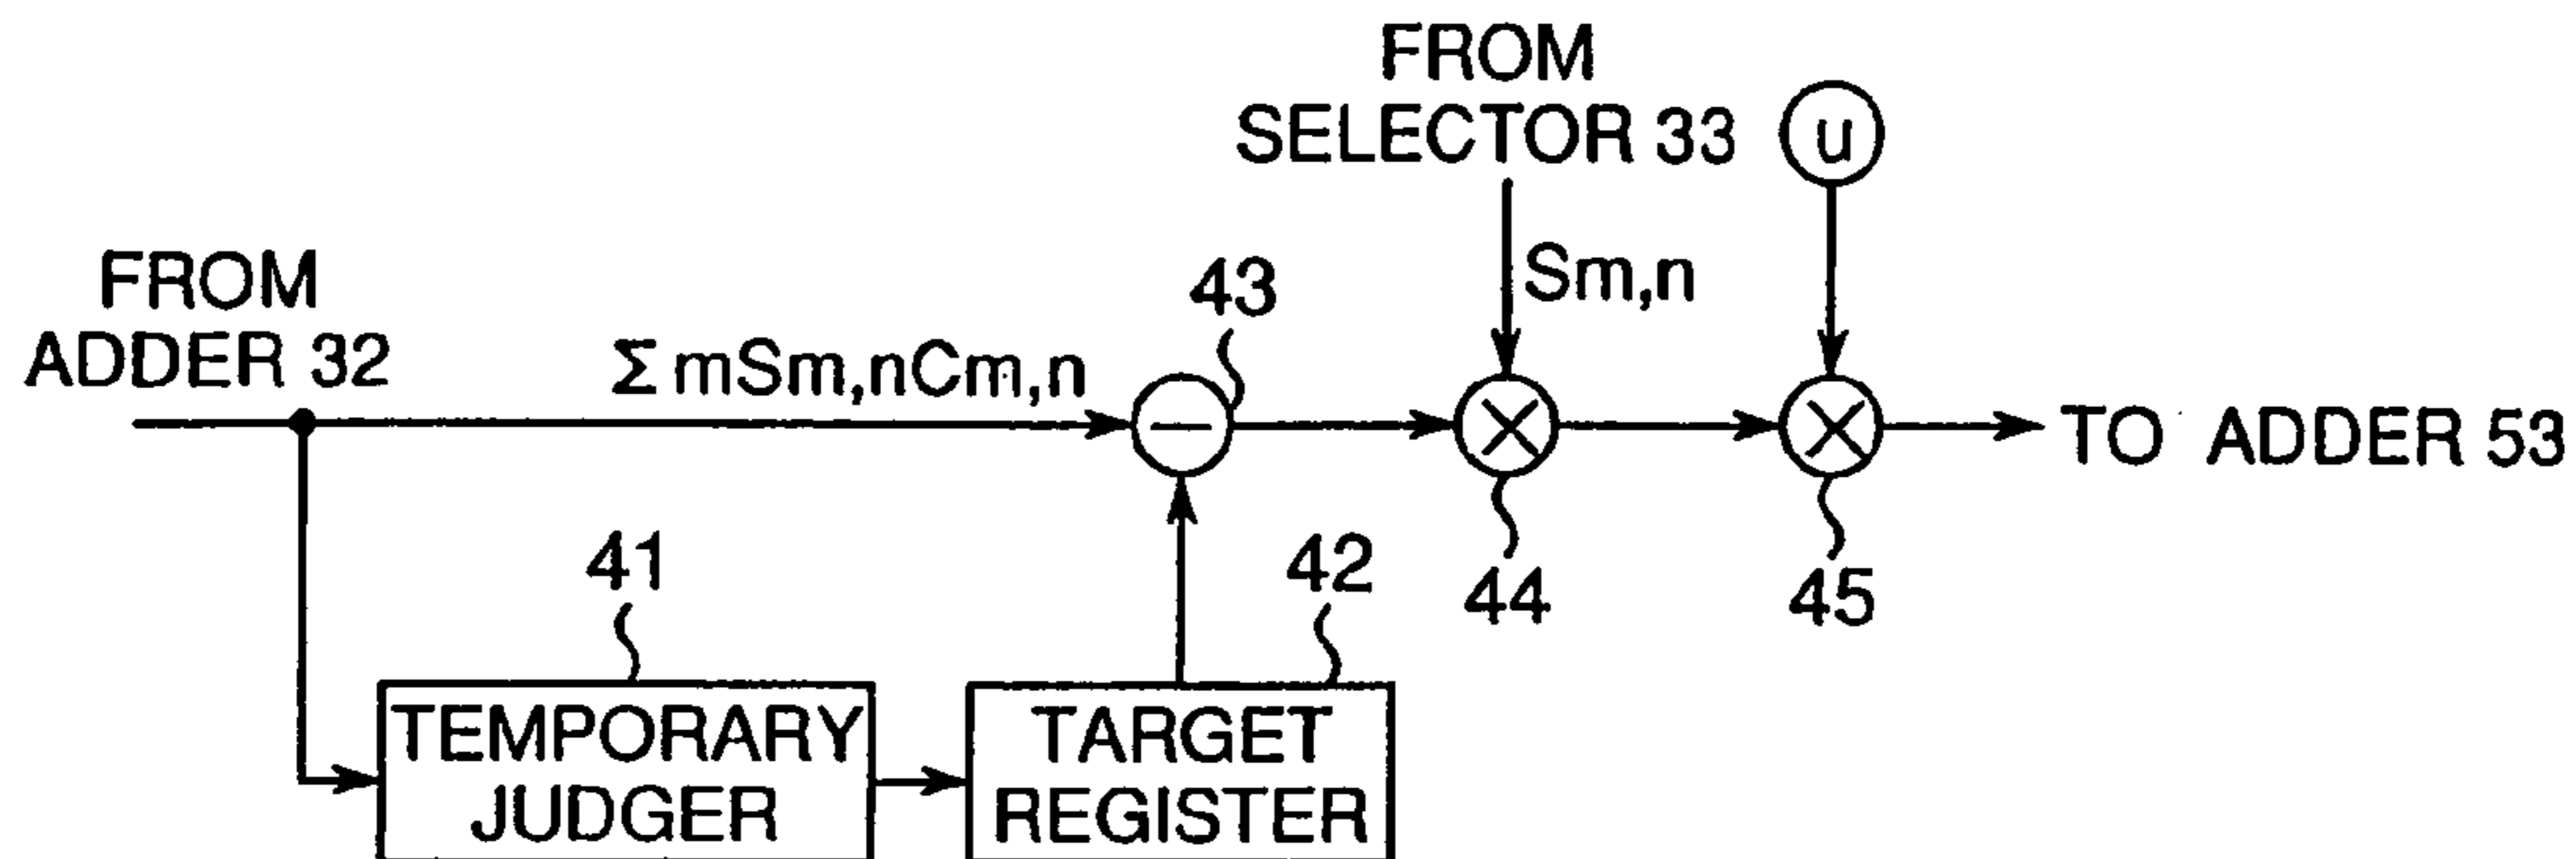 FROM
SELECTOR 33
u
Sm,n
FROM
ADDER 32
Σ mSm,nCm,n
43
TO ADDER 53
44
45
41
42
TEMPORARY
JUDGER
TARGET
REGISTER